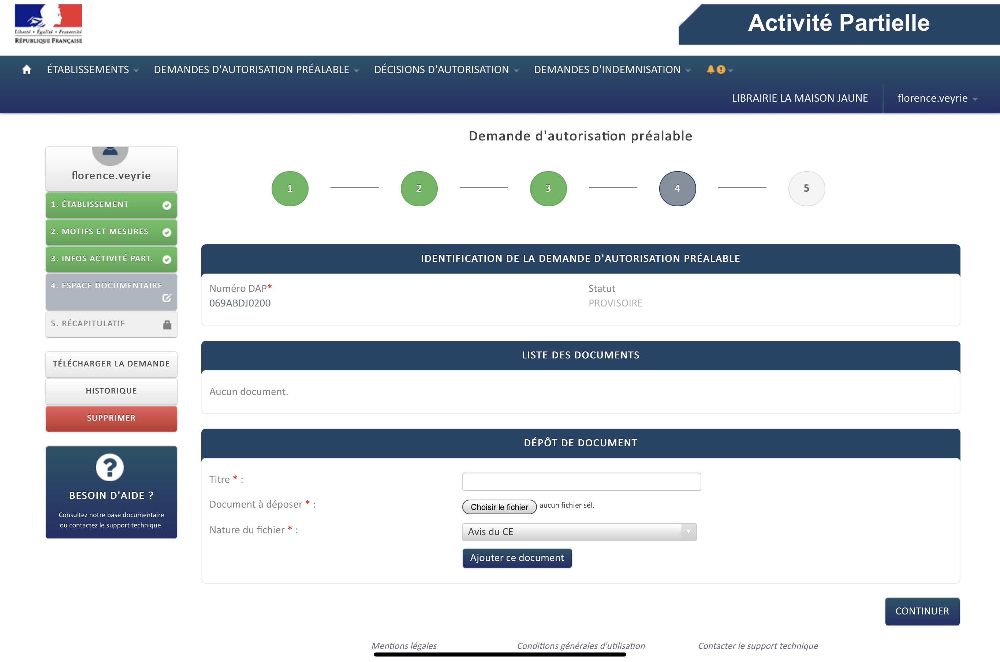 Liberté • Égalité • Fraternité
RÉPUBLIQUE FRANÇAISE
Activité Partielle
ÉTABLISSEMENTS DEMANDES D'AUTORISATION PRÉALABLE DÉCISIONS D'AUTORISATION DEMANDES D'INDEMNISATION
LIBRAIRIE LA MAISON JAUNE florence.veyrie
Demande d'autorisation préalable
florence.veyrie
1. ÉTABLISSEMENT
2. MOTIFS ET MESURES
3. INFOS ACTIVITÉ PART.
4. ESPACE DOCUMENTAIRE
5. RÉCAPITULATIF
TÉLÉCHARGER LA DEMANDE
HISTORIQUE
SUPPRIMER
?
BESOIN D'AIDE ?
Consultez notre base documentaire
ou contactez le support technique.
1 2 3 4 5
IDENTIFICATION DE LA DEMANDE D'AUTORISATION PRÉALABLE
Numéro DAP* Statut
069ABDJ0200 PROVISOIRE
LISTE DES DOCUMENTS
Aucun document.
DÉPÔT DE DOCUMENT
Titre * :
Document à déposer * : Choisir le fichier aucun fichier sél.
Nature du fichier * : Avis du CE
Ajouter ce document
CONTINUER
Mentions légales Conditions générales d'utilisation Contacter le support technique